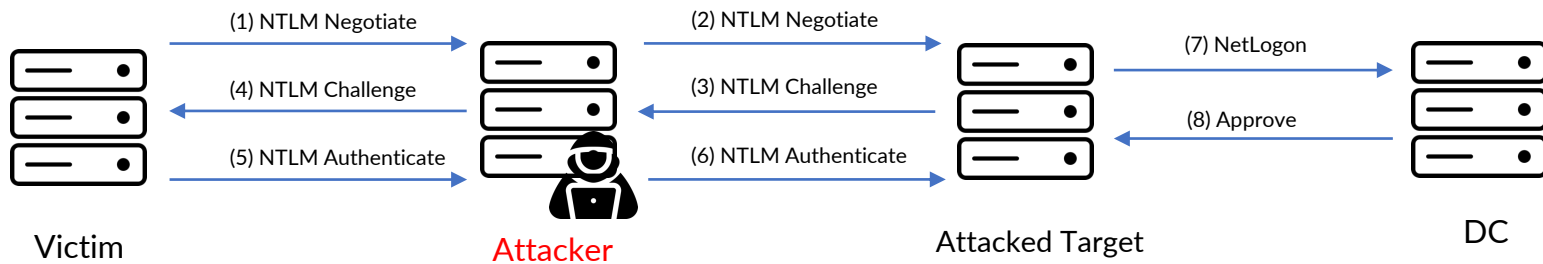 (1) NTLM Negotiate
(2) NTLM Negotiate
(7) NetLogon
(4) NTLM Challenge
(3) NTLM Challenge
(8) Approve
(5) NTLM Authenticate
(6) NTLM Authenticate
Victim
Attacker
Attacked Target
DC